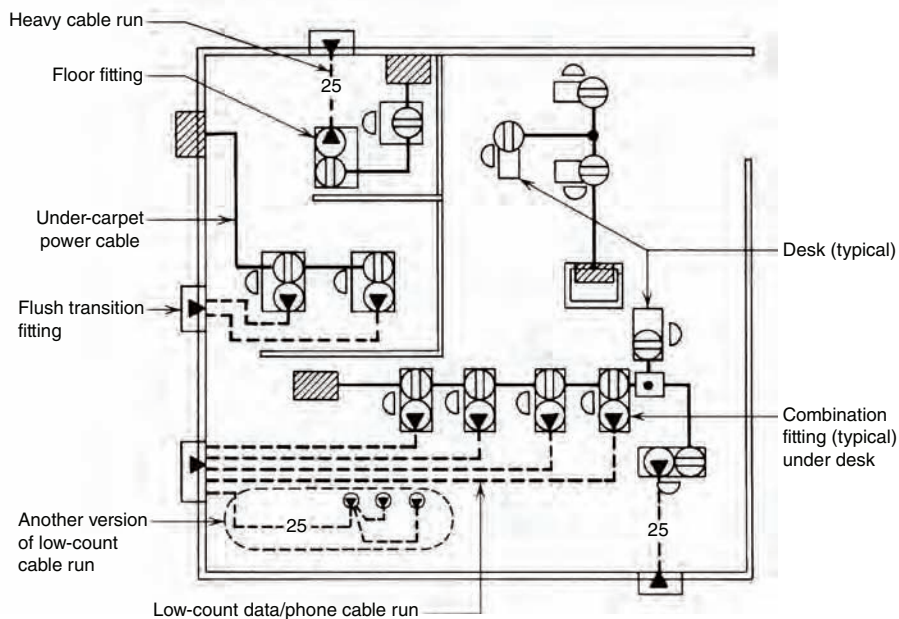 Heavy cable run
Floor fitting
25
Under-carpet
power cable
Desk (typical)
Flush transition
fitting
Combination
fitting (typical)
under desk
Another version
of low-count
cable run
25
25
Low-count data/phone cable run